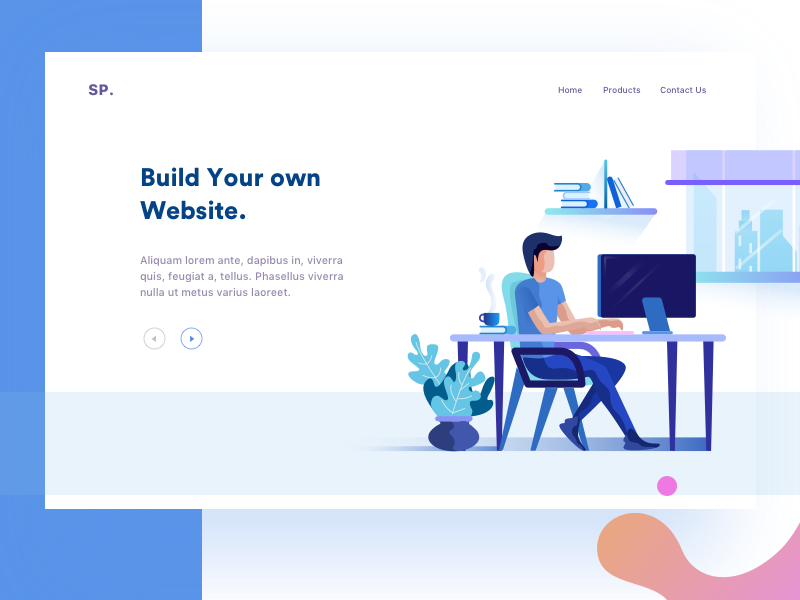 SP.
Home Products Contact Us
Build Your own
Website.
Aliquam lorem ante, dapibus in, viverra
quis, feugiat a, tellus. Phasellus viverra
nulla ut metus varius laoreet.